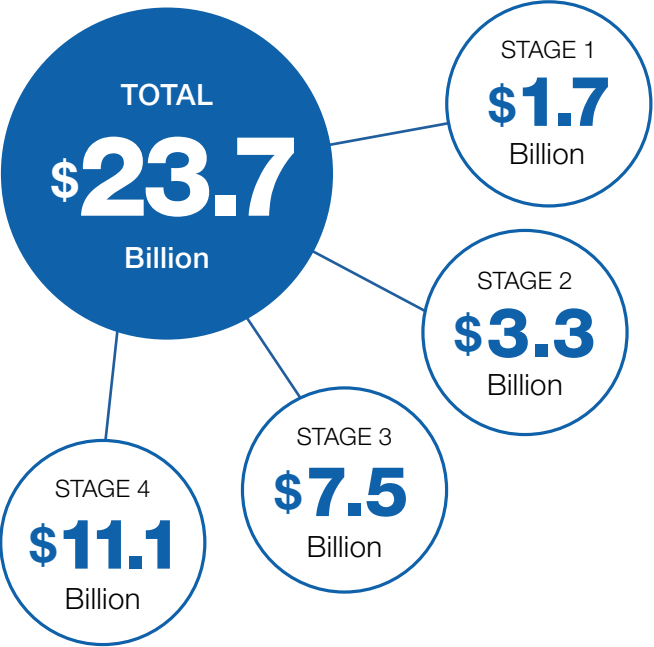 TOTAL
$23.7
Billion
STAGE 1
$1.7
Billion
STAGE 2
$3.3
Billion
STAGE 3
$7.5
Billion
STAGE 4
$11.1
Billion